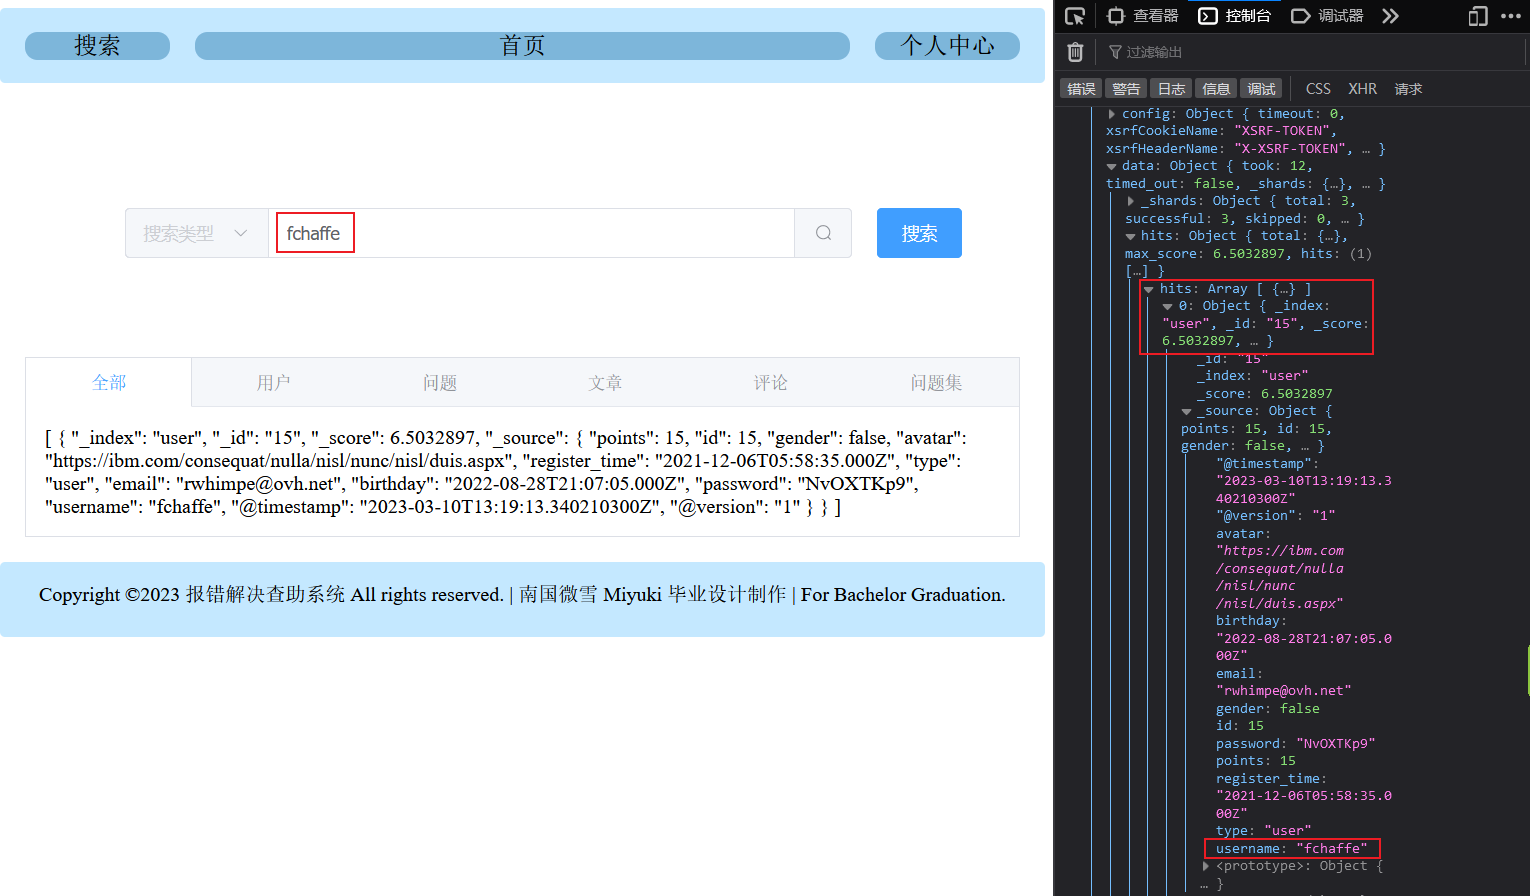 搜索
首页
个人中心
搜索类型
fchaffe
搜索
全部
用户
问题
文章
评论
问题集
[ { "_index": "user", "_id": "15", "_score": 6.5032897, "_source": { "points": 15, "id": 15, "gender": false, "avatar":
"https://ibm.com/consequat/nulla/nisl/nunc/nisl/duis.aspx", "register_time": "2021-12-06T05:58:35.000Z", "type":
"user", "email": "rwhimpe@ovh.net", "birthday": "2022-08-28T21:07:05.000Z", "password": "NvOXTKp9",
"username": "fchaffe", "@timestamp": "2023-03-10T13:19:13.340210300Z", "@version": "1" } } ]
Copyright ©2023 报错解决查助系统 All rights reserved. | 南国微雪 Miyuki 毕业设计制作 | For Bachelor Graduation.
查看器
控制台
调试器
过滤输出
错误
警告
日志
信息
调试
CSS
XHR
请求
config: Object { timeout: 0,
xsrfCookieName: "XSRF-TOKEN",
xsrfHeaderName: "X-XSRF-TOKEN", … }
data: Object { took: 12,
timed_out: false, _shards: {…}, … }
_shards: Object { total: 3,
successful: 3, skipped: 0, … }
hits: Object { total: {…},
max_score: 6.5032897, hits: (1)
[…] }
hits: Array [ {…} ]
0: Object { _index:
"user", _id: "15", _score:
6.5032897, … }
_id: "15"
_index: "user"
_score: 6.5032897
_source: Object {
points: 15, id: 15,
gender: false, … }
"@timestamp":
"2023-03-10T13:19:13.3
40210300Z"
"@version": "1"
avatar:
"https://ibm.com
/consequat/nulla
/nisl/nunc
/nisl/duis.aspx"
birthday:
"2022-08-28T21:07:05.0
00Z"
email:
"rwhimpe@ovh.net"
gender: false
id: 15
password: "NvOXTKp9"
points: 15
register_time:
"2021-12-06T05:58:35.0
00Z"
type: "user"
username: "fchaffe"
<prototype>: Object {
… }